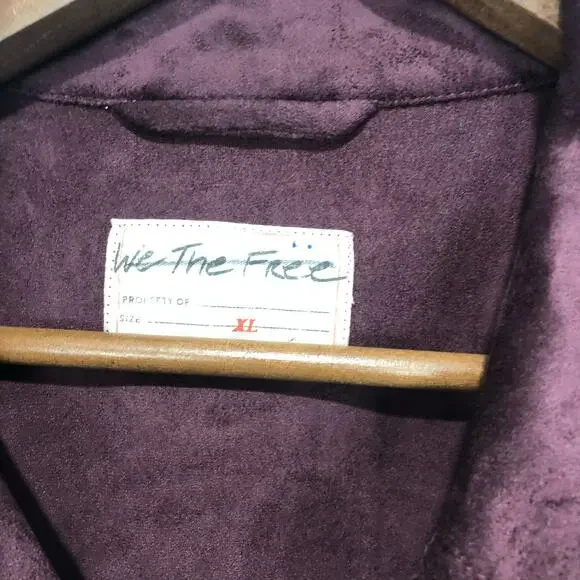 We The Free
PROPERTY OF
SIZE XL